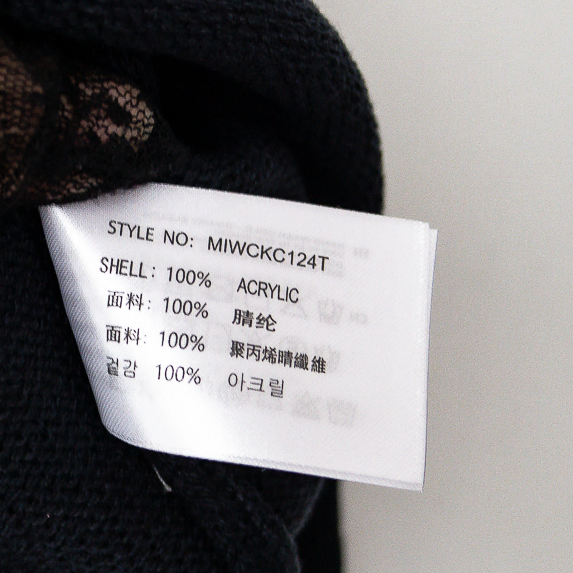 STYLE NO: MIWCKC124T
SHELL: 100% ACRYLIC
面料: 100% 腈纶
面料: 100% 聚丙烯晴纖維
겉감 100% 아크릴